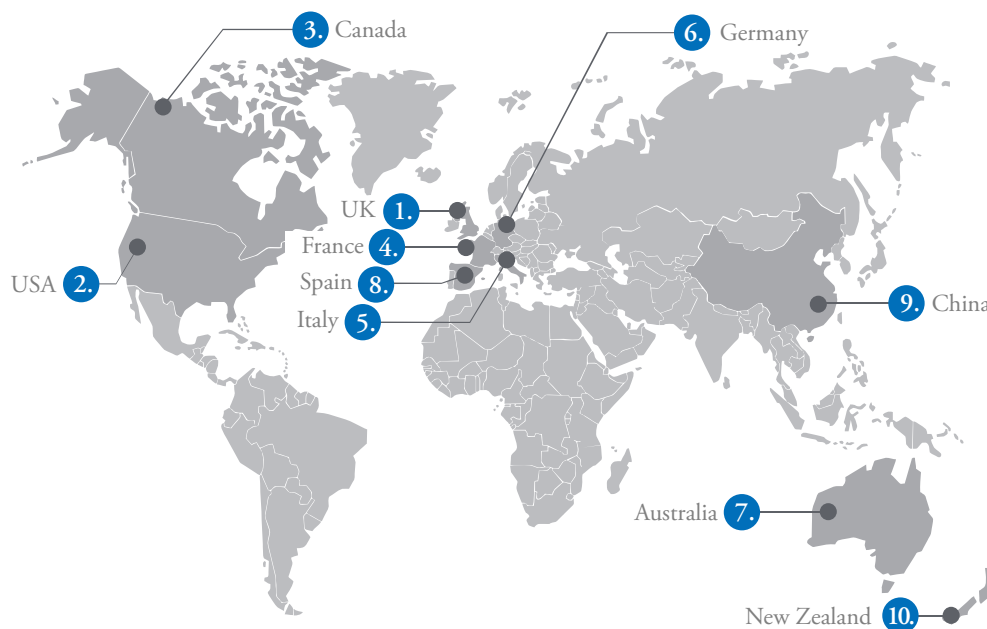 3. Canada
6. Germany
UK 1.
France 4.
Spain 8.
USA 2.
Italy 5.
9. China
Australia 7.
New Zealand 10.